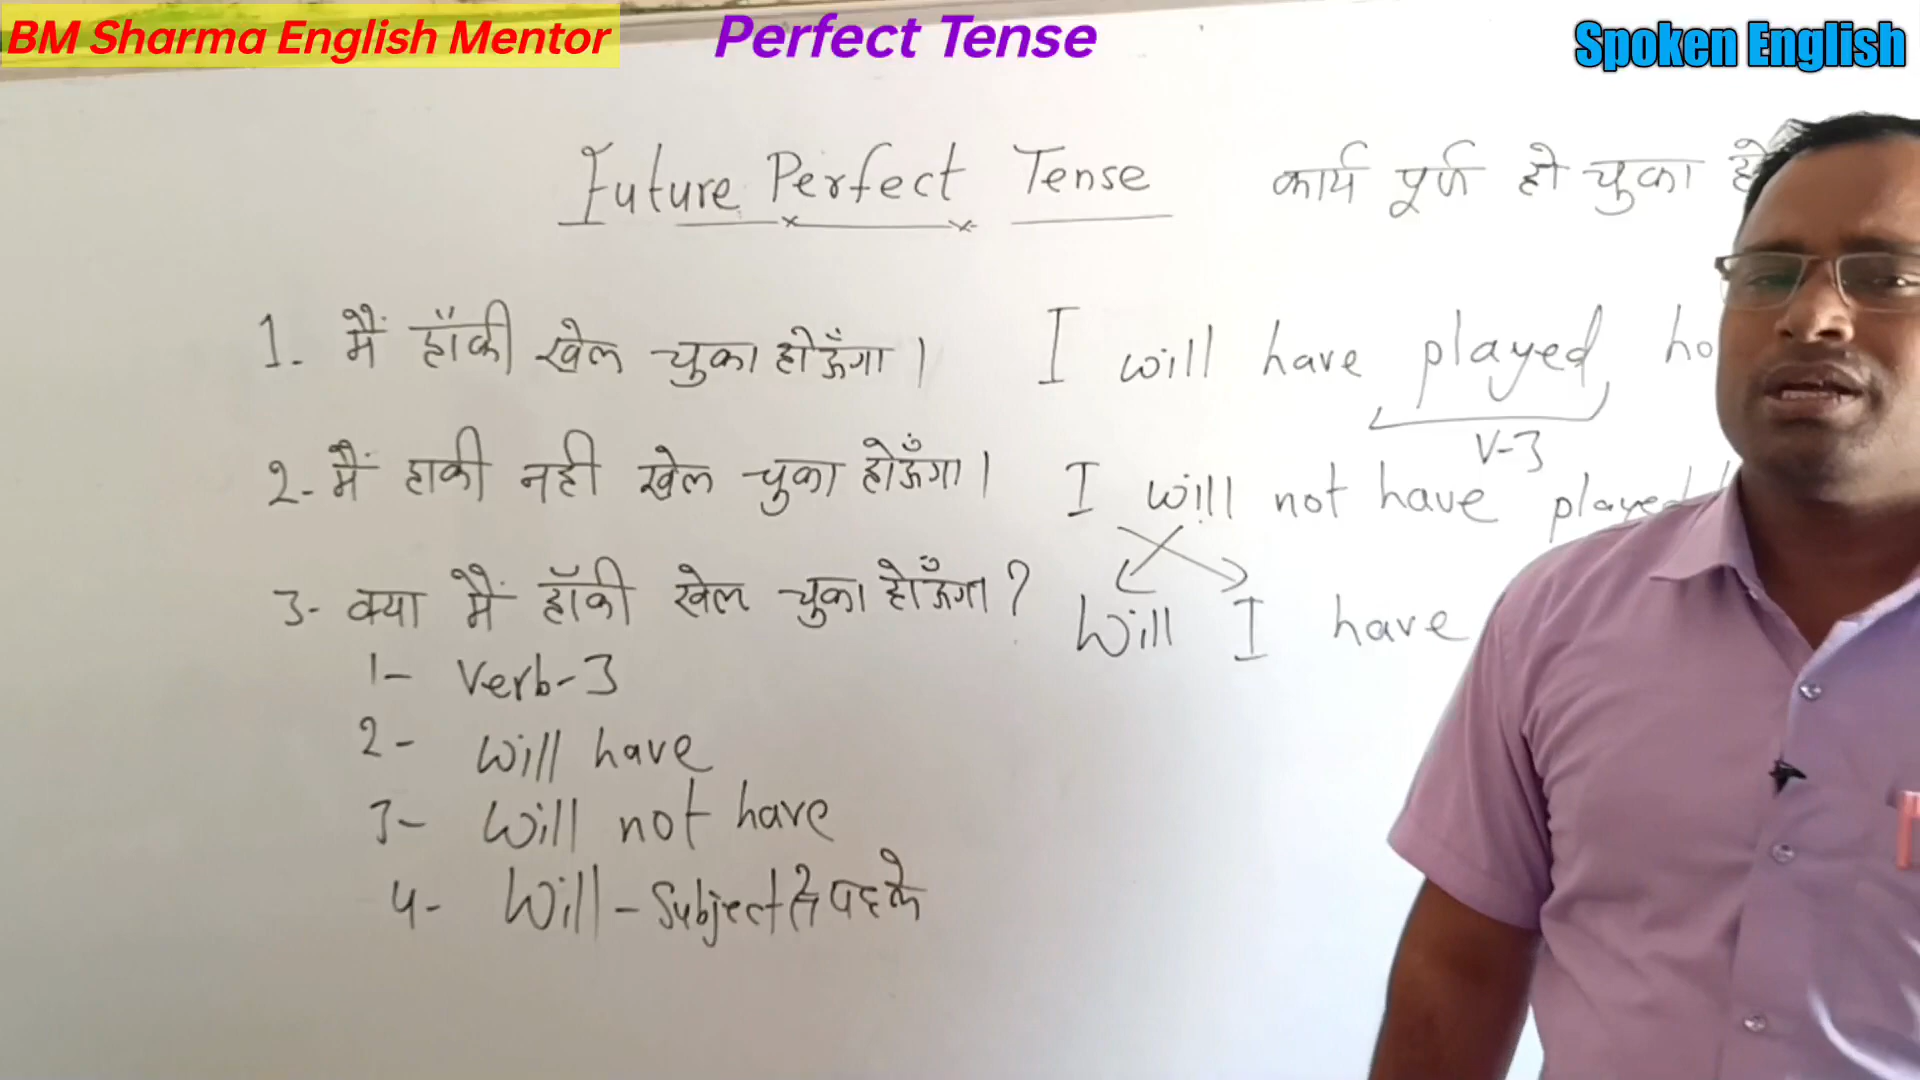 BM Sharma English Mentor Perfect Tense Spoken English
Future Perfect Tense कार्य पूर्ण हो चुका
1. मैं हॉकी खेल चुका होऊँगा। I will have played ho
V-3
2- मैं हाकी नही खेल चुका होऊँगा। I will not have played
3- क्या मैं हॉकी खेल चुका होऊँगा? Will I have
1- Verb-3
2- Will have
3- Will not have
4- Will - Subject से पहले